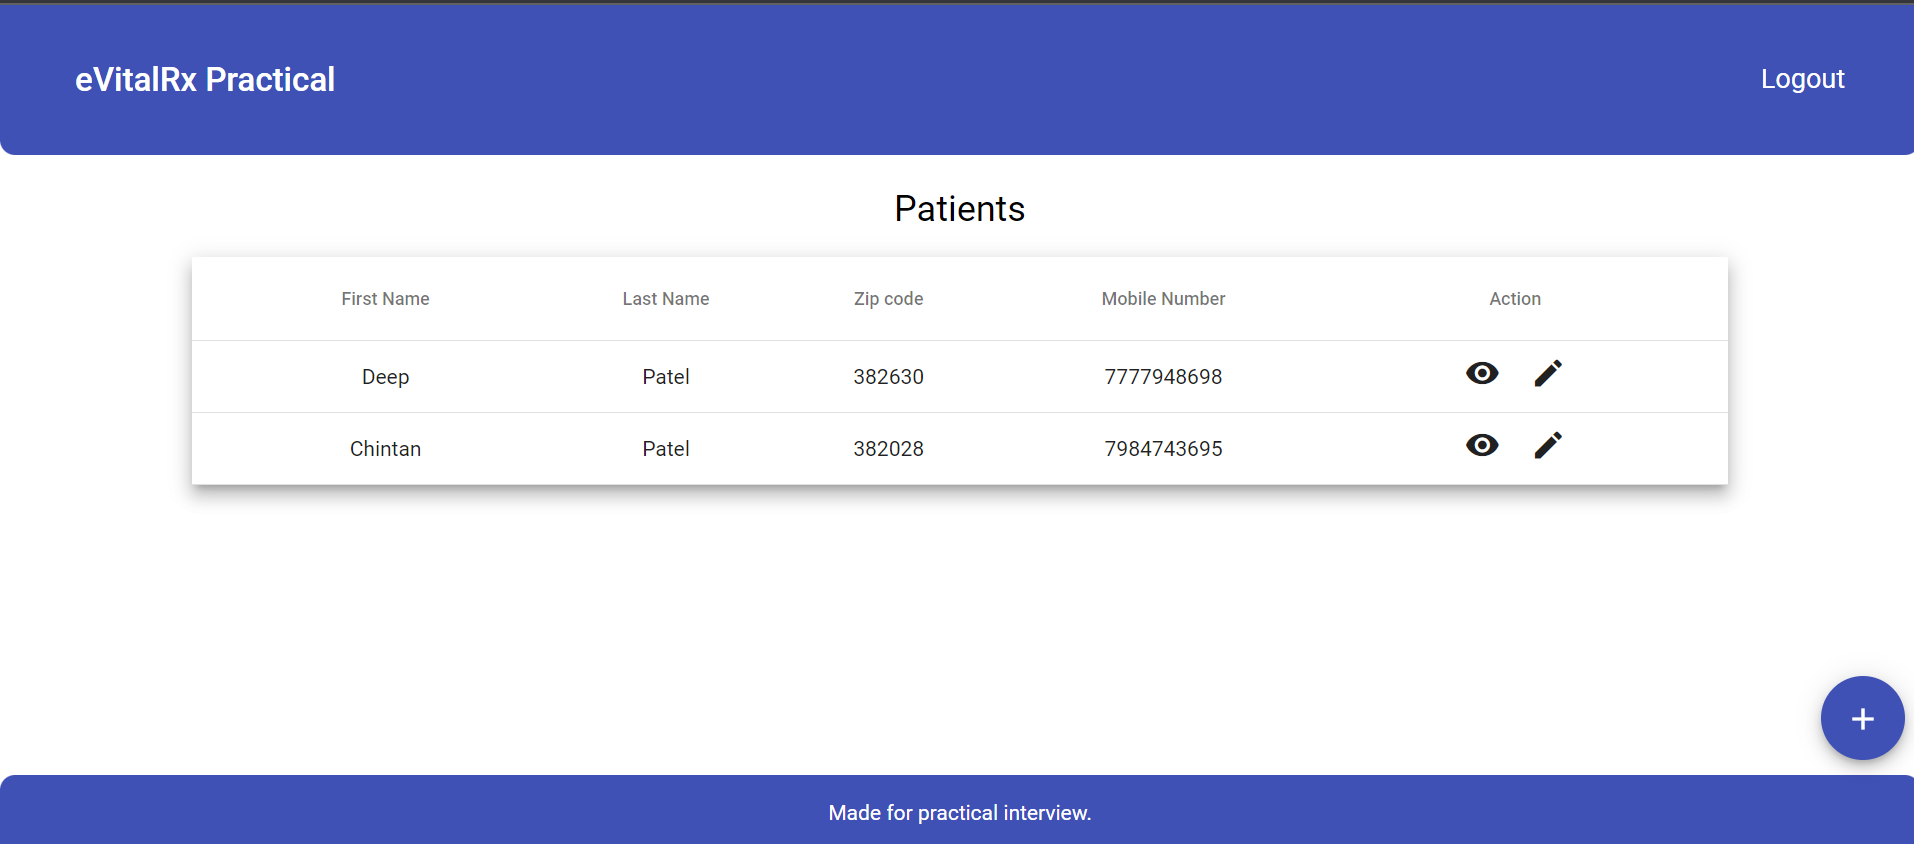 eVitalRx Practical Logout
Patients
First Name Last Name Zip code Mobile Number Action
Deep Patel 382630 7777948698
Chintan Patel 382028 7984743695
+
Made for practical interview.